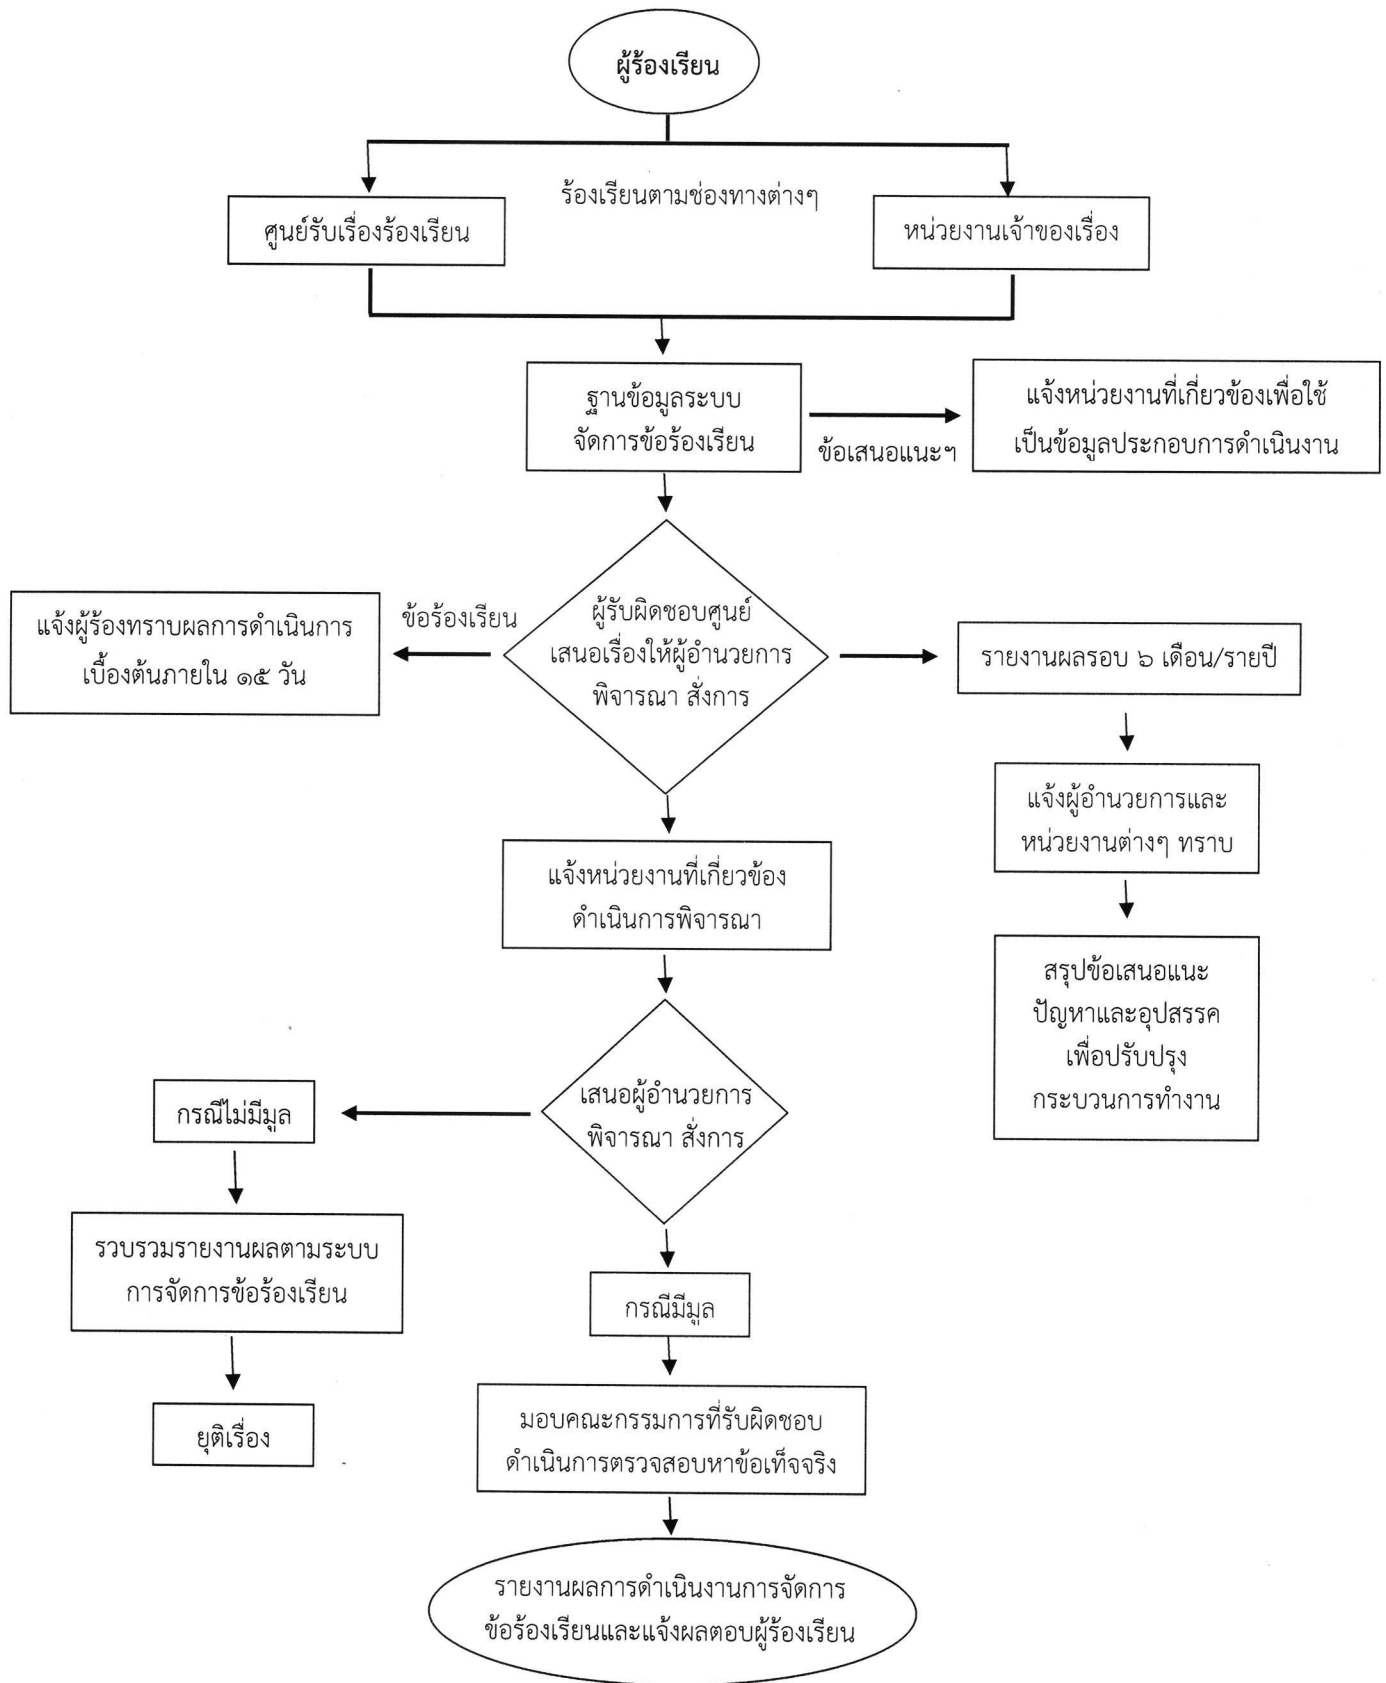 ผู้ร้องเรียน
ร้องเรียนตามช่องทางต่างๆ
ศูนย์รับเรื่องร้องเรียน
หน่วยงานเจ้าของเรื่อง
ฐานข้อมูลระบบ
จัดการข้อร้องเรียน
ข้อเสนอแนะฯ
แจ้งหน่วยงานที่เกี่ยวข้องเพื่อใช้
เป็นข้อมูลประกอบการดำเนินงาน
ผู้รับผิดชอบศูนย์
เสนอเรื่องให้ผู้อำนวยการ
พิจารณา สั่งการ
ข้อร้องเรียน
แจ้งผู้ร้องทราบผลการดำเนินการ
เบื้องต้นภายใน ๑๕ วัน
รายงานผลรอบ ๖ เดือน/รายปี
แจ้งผู้อำนวยการและ
หน่วยงานต่างๆ ทราบ
สรุปข้อเสนอแนะ
ปัญหาและอุปสรรค
เพื่อปรับปรุง
กระบวนการทำงาน
แจ้งหน่วยงานที่เกี่ยวข้อง
ดำเนินการพิจารณา
เสนอผู้อำนวยการ
พิจารณา สั่งการ
กรณีไม่มีมูล
รวบรวมรายงานผลตามระบบ
การจัดการข้อร้องเรียน
ยุติเรื่อง
กรณีมีมูล
มอบคณะกรรมการที่รับผิดชอบ
ดำเนินการตรวจสอบหาข้อเท็จจริง
รายงานผลการดำเนินงานการจัดการ
ข้อร้องเรียนและแจ้งผลตอบผู้ร้องเรียน